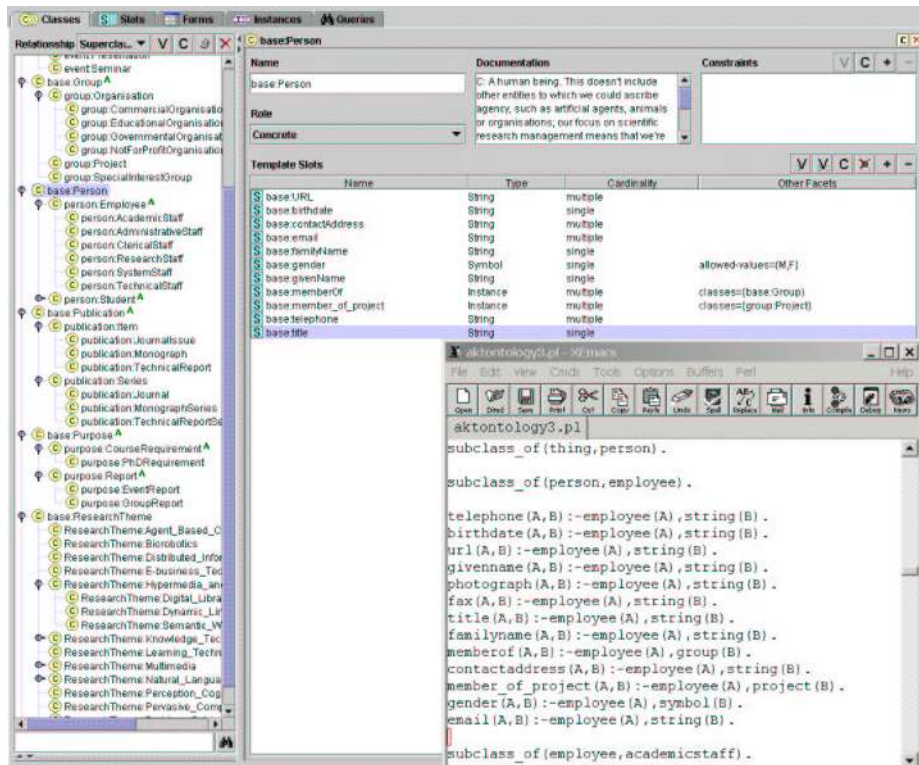 Classes Slots Forms Instances Queries
Relationship Superclas... V C X
event:Seminar
base:Group A
group:Organisation
group:CommercialOrganisatio
group:EducationalOrganisation
group:GovernmentalOrganisat
group:NotForProfitOrganisation
group:Project
group:SpecialInterestGroup
base:Person
person:Employee A
person:AcademicStaff
person:AdministrativeStaff
person:ClericalStaff
person:ResearchStaff
person:SystemStaff
person:TechnicalStaff
person:Student A
base:Publication A
publication:Item
publication:JournalIssue
publication:Monograph
publication:TechnicalReport
publication:Series
publication:Journal
publication:MonographSeries
publication:TechnicalReportSe
base:Purpose A
purpose:CourseRequirement A
purpose:PhDRequirement
purpose:Report A
purpose:EventReport
purpose:GroupReport
base:ResearchTheme
ResearchTheme:Agent_Based_C
ResearchTheme:Biorobotics
ResearchTheme:Distributed_Infor
ResearchTheme:E-business_Tec
ResearchTheme:Hypermedia_an
ResearchTheme:Digital_Libra
ResearchTheme:Dynamic_Lin
ResearchTheme:Semantic_W
ResearchTheme:Knowledge_Tec
ResearchTheme:Learning_Techn
ResearchTheme:Multimedia
ResearchTheme:Natural_Langua
ResearchTheme:Perception_Cog
ResearchTheme:Pervasive_Comp
base:Person C X
Name Documentation Constraints V C + -
base:Person
C: A human being. This doesn't include
other entities to which we could ascribe
agency, such as artificial agents, animals
or organisations; our focus on scientific
research management means that we're
Role
Concrete
Template Slots V V C X + -
Name Type Cardinality Other Facets
S base:URL String multiple
S base:birthdate String single
S base:contactAddress String multiple
S base:email String multiple
S base:familyName String single
S base:gender Symbol single allowed-values={M,F}
S base:givenName String single
S base:memberOf Instance multiple classes={base:Group}
S base:member_of_project Instance multiple classes={group:Project}
S base:telephone String multiple
S base:title String single
aktontology3.pl - XEmacs
File Edit View Cmds Tools Options Buffers Perl Help
Open Dired Save Print Cut Copy Paste Undo Spell Replace Mail Info Compile Debug News
aktontology3.pl
subclass_of(thing,person).
subclass_of(person,employee).
telephone(A,B):-employee(A),string(B).
birthdate(A,B):-employee(A),string(B).
url(A,B):-employee(A),string(B).
givenname(A,B):-employee(A),string(B).
photograph(A,B):-employee(A),string(B).
fax(A,B):-employee(A),string(B).
title(A,B):-employee(A),string(B).
familyname(A,B):-employee(A),string(B).
memberof(A,B):-employee(A),group(B).
contactaddress(A,B):-employee(A),string(B).
member_of_project(A,B):-employee(A),project(B).
gender(A,B):-employee(A),symbol(B).
email(A,B):-employee(A),string(B).
subclass_of(employee,academicstaff).